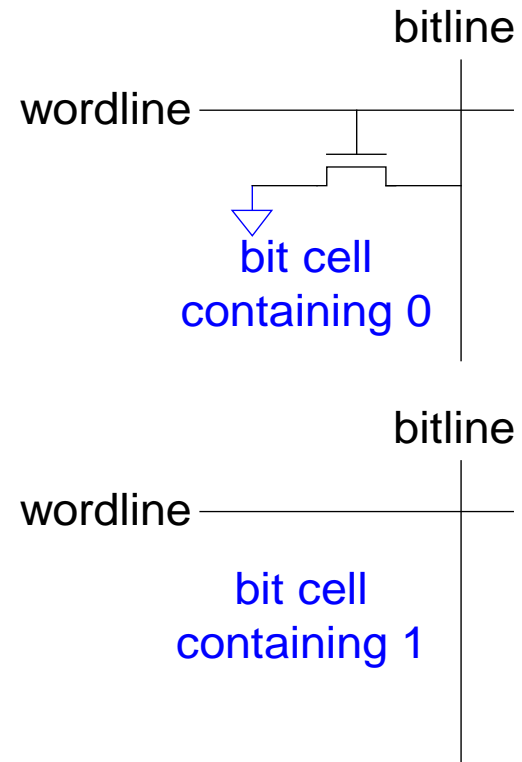 bitline
wordline
bit cell
containing 0
bitline
wordline
bit cell
containing 1